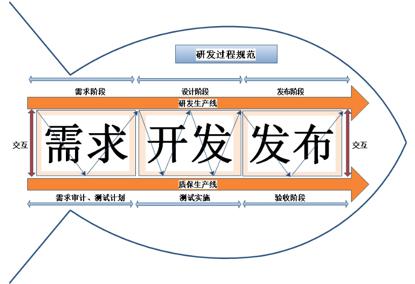 研发过程规范
需求阶段 设计阶段 发布阶段
研发生产线
交互 需求 开发 发布 交互
质保生产线
需求审计、测试计划 测试实施 验收阶段